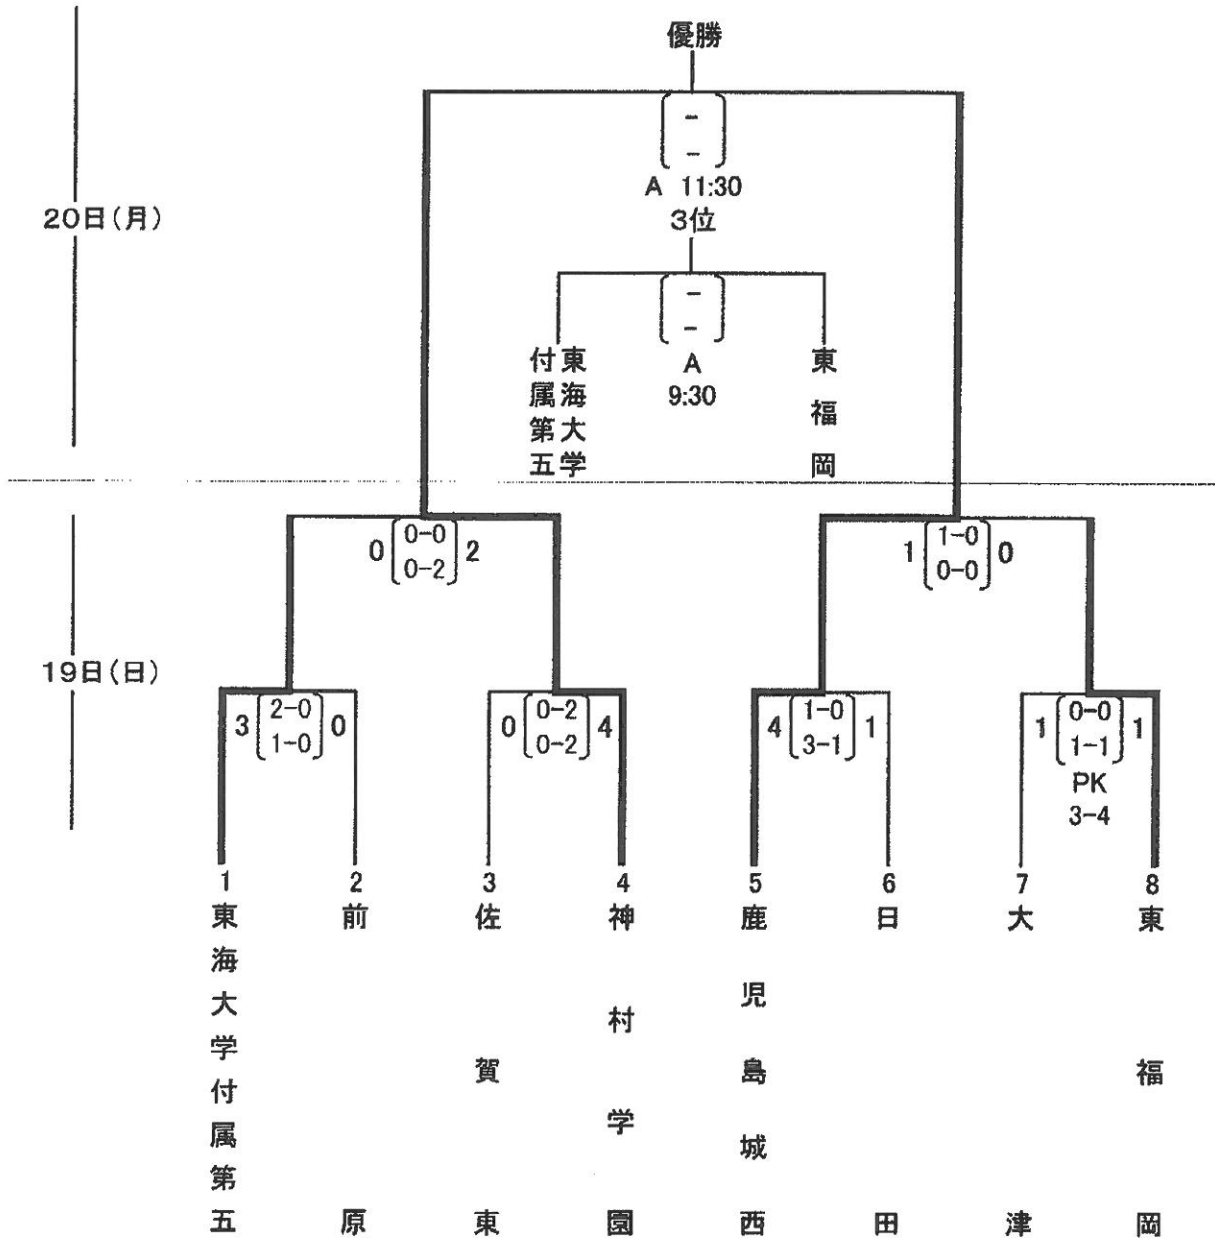 優勝
-
-
A 11:30
20日(月)
3位
-
-
A
9:30
東海大学
付属第五
東福岡
0 0-0 2
0-2
1 1-0 0
0-0
19日(日)
3 2-0 0
1-0
0 0-2 4
0-2
4 1-0 1
3-1
1 0-0 1
1-1
PK
3-4
1
東海大学付属第五
2
前原
3
佐賀東
4
神村学園
5
鹿児島城西
6
日田
7
大津
8
東福岡